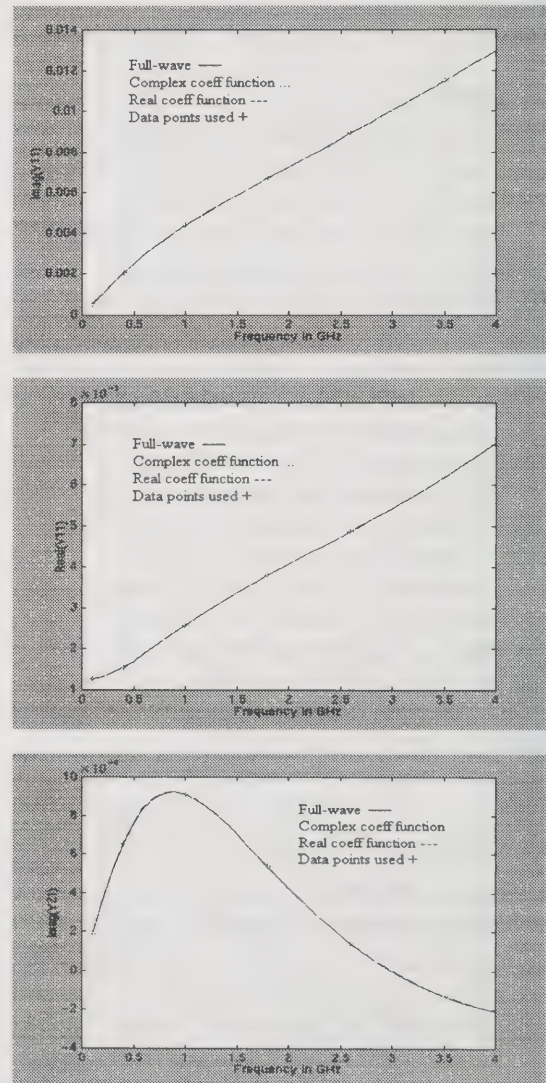 0.014
0.012
0.01
0.008
0.006
0.004
0.002
0
Imag(Y11)
Full-wave —
Complex coeff function ...
Real coeff function ---
Data points used +
0 0.5 1 1.5 2 2.5 3 3.5 4
Frequency in GHz
8
7
6
5
4
3
2
1
Real(Y11)
Full-wave —
Complex coeff function ..
Real coeff function ---
Data points used +
0 0.5 1 1.5 2 2.5 3 3.5 4
Frequency in GHz
10
8
6
4
2
0
-2
-4
Imag(Y21)
Full-wave —
Complex coeff function
Real coeff function ---
Data points used +
0 0.5 1 1.5 2 2.5 3 3.5 4
Frequency in GHz